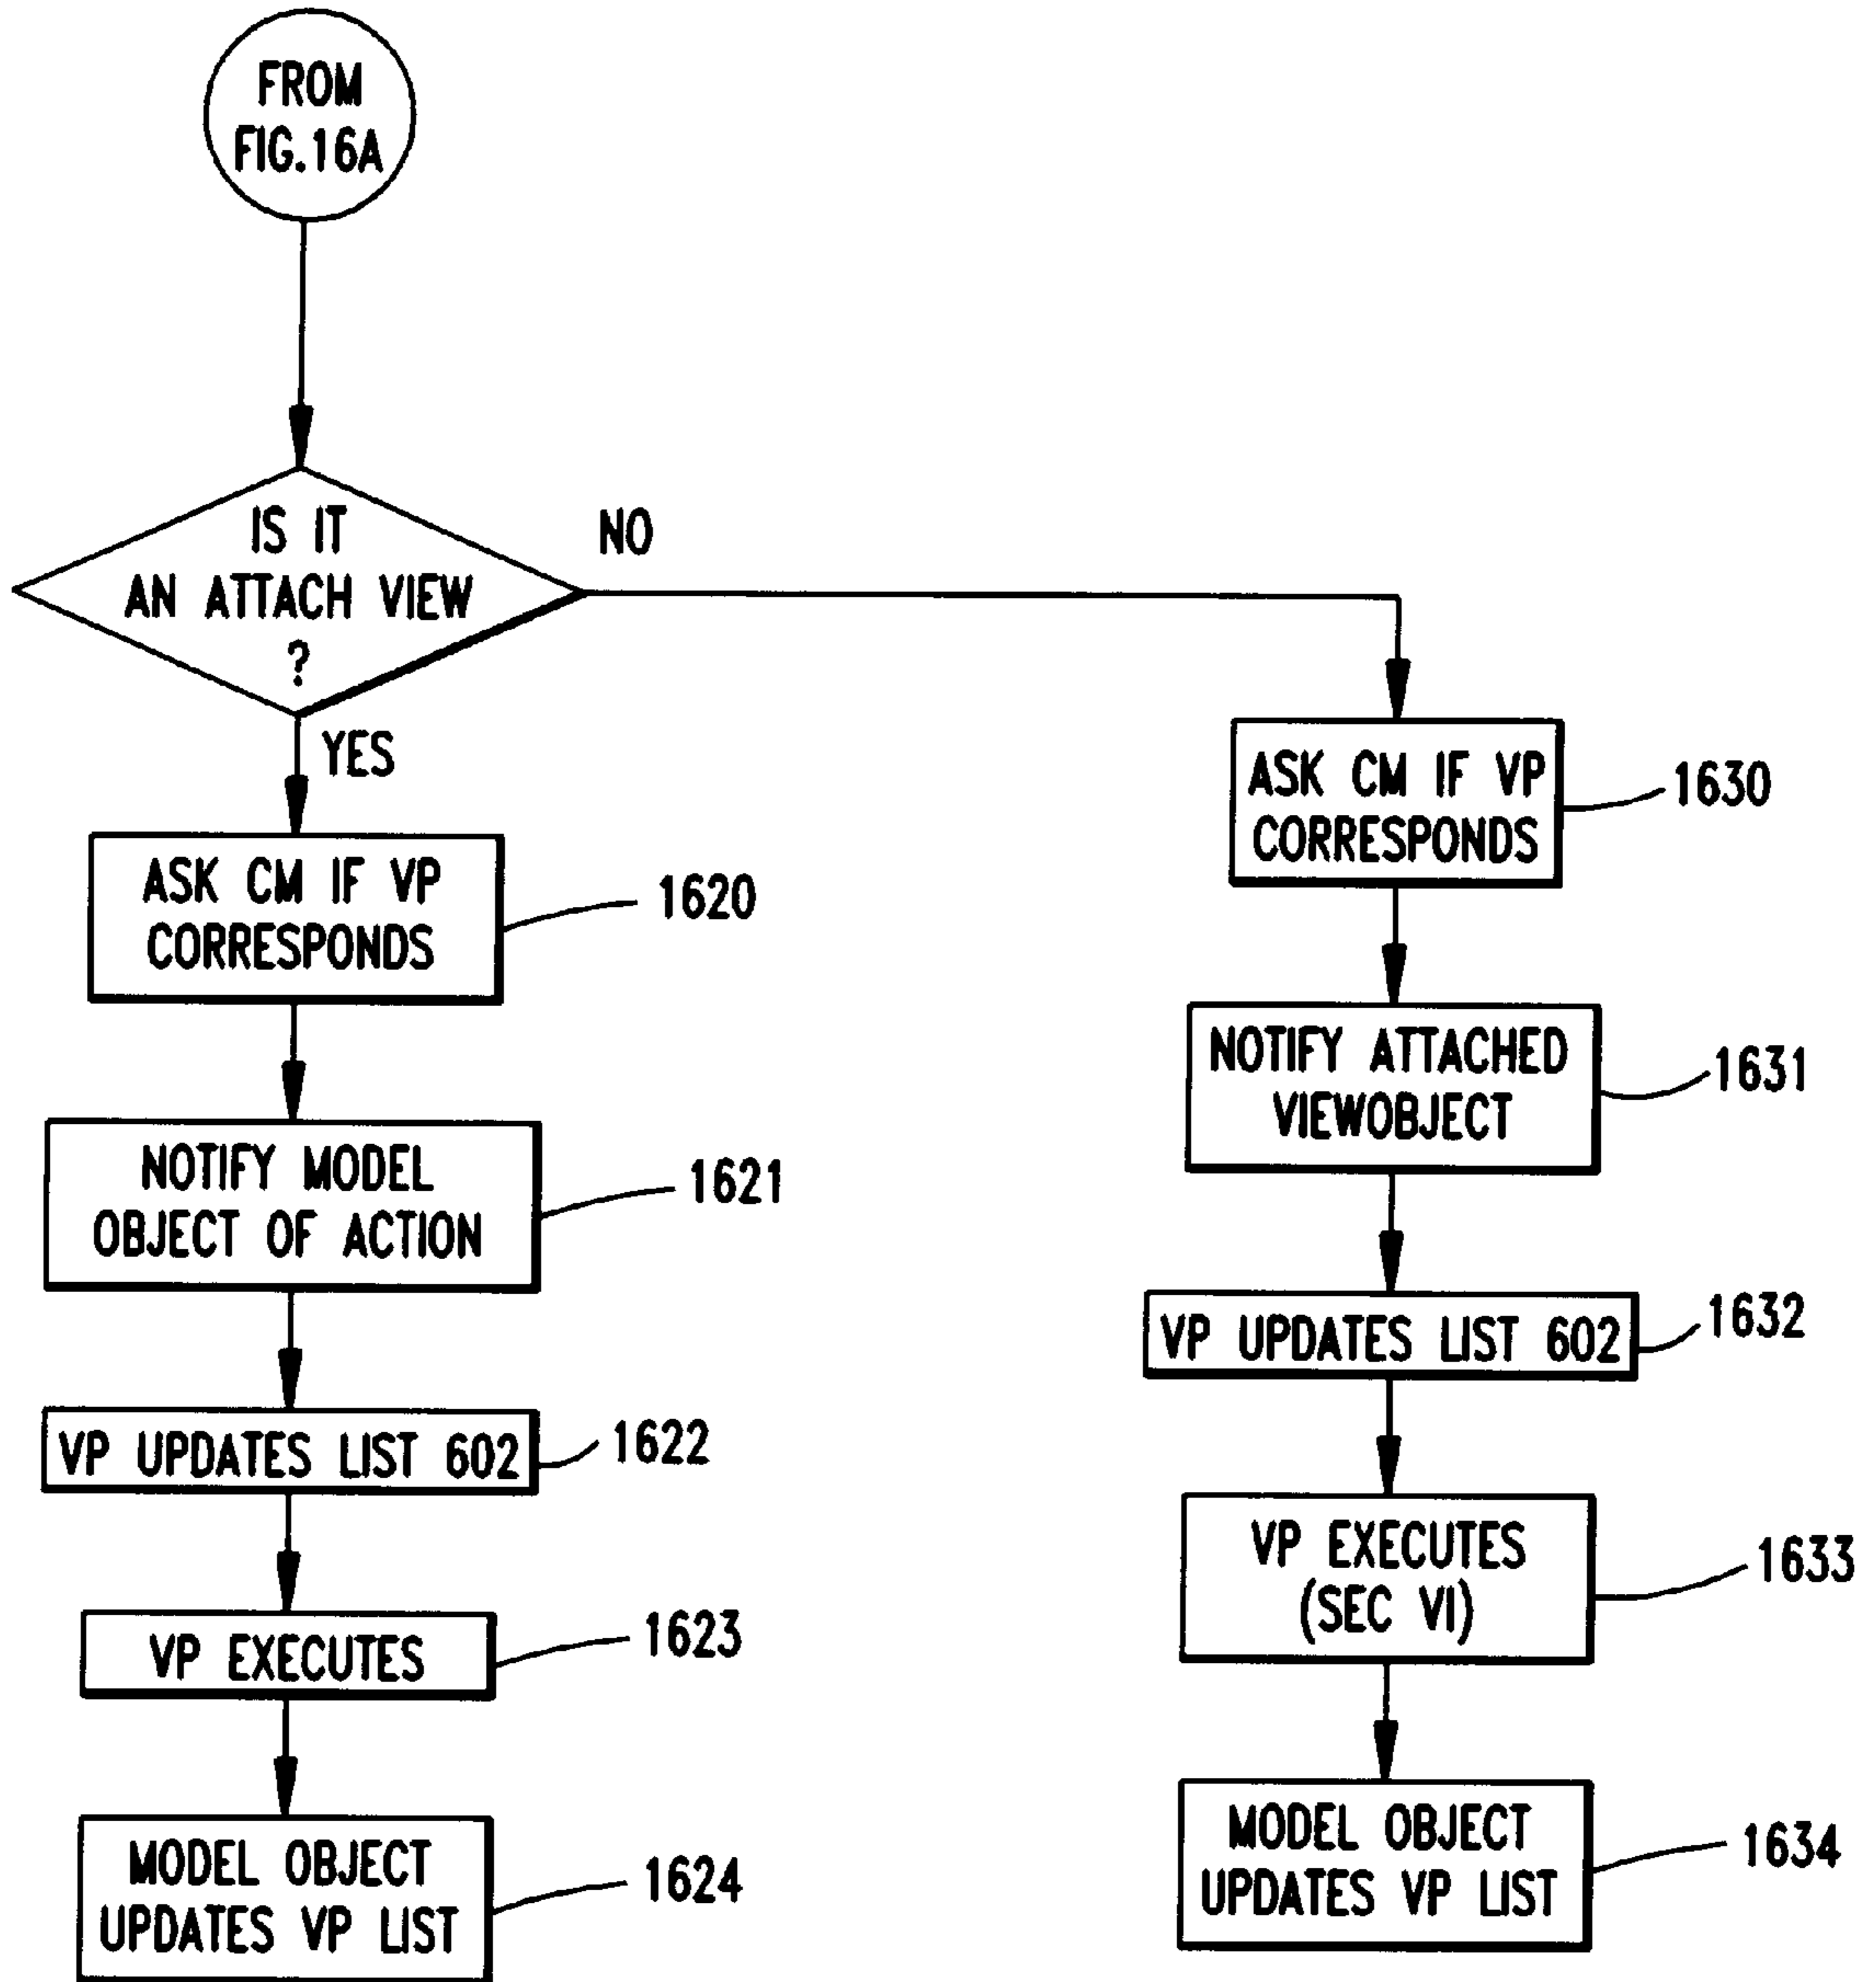 FROM
FIG.16A
IS IT
AN ATTACH VIEW
?
NO
YES
ASK CM IF VP
CORRESPONDS
1620
NOTIFY MODEL
OBJECT OF ACTION
1621
VP UPDATES LIST 602
1622
VP EXECUTES
1623
MODEL OBJECT
UPDATES VP LIST
1624
ASK CM IF VP
CORRESPONDS
1630
NOTIFY ATTACHED
VIEWOBJECT
1631
VP UPDATES LIST 602
1632
VP EXECUTES
(SEC VI)
1633
MODEL OBJECT
UPDATES VP LIST
1634